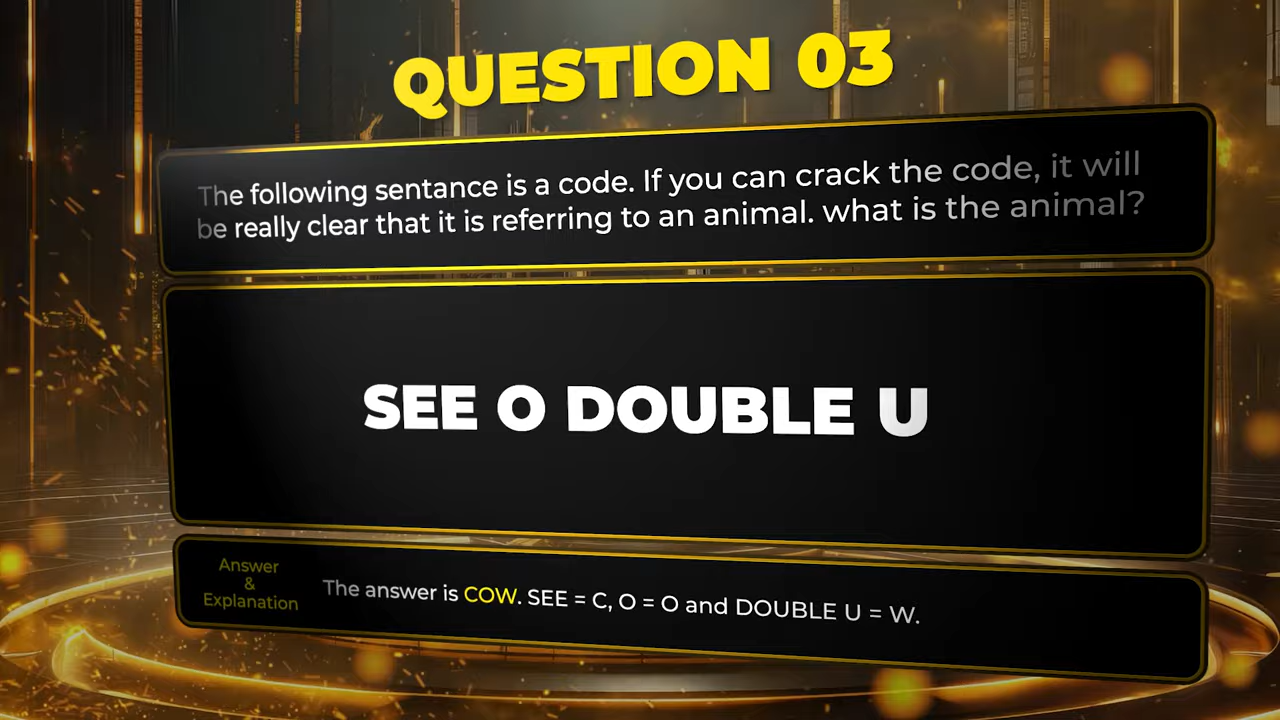 QUESTION 03
The following sentance is a code. If you can crack the code, it will
be really clear that it is referring to an animal. what is the animal?
SEE O DOUBLE U
Answer
&
Explanation
The answer is COW. SEE = C, O = O and DOUBLE U = W.